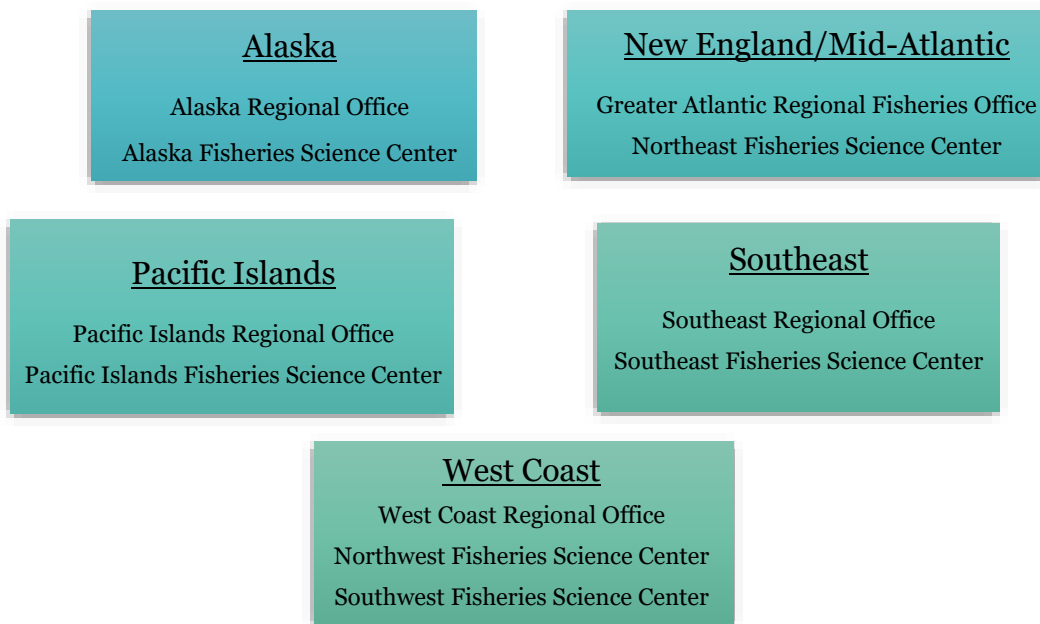 Alaska
Alaska Regional Office
Alaska Fisheries Science Center
New England/Mid-Atlantic
Greater Atlantic Regional Fisheries Office
Northeast Fisheries Science Center
Pacific Islands
Pacific Islands Regional Office
Pacific Islands Fisheries Science Center
Southeast
Southeast Regional Office
Southeast Fisheries Science Center
West Coast
West Coast Regional Office
Northwest Fisheries Science Center
Southwest Fisheries Science Center